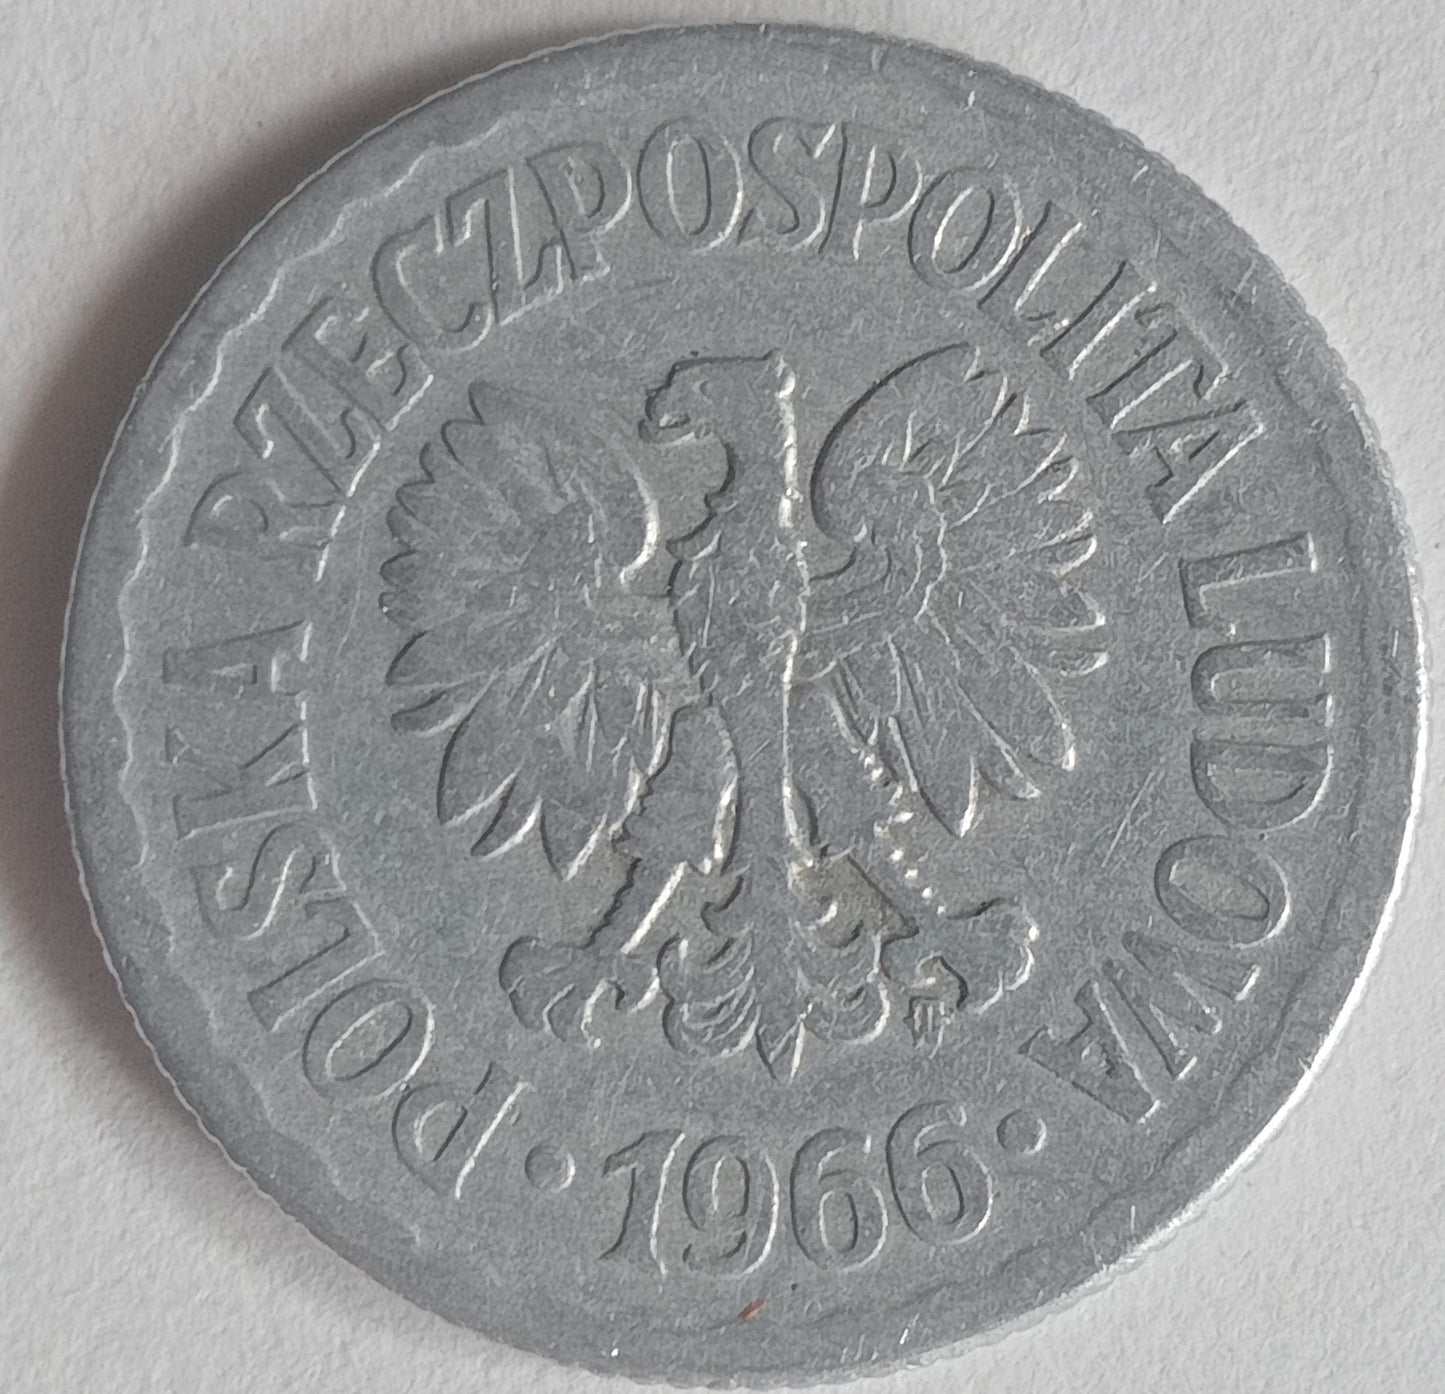 POLSKA RZECZPOSPOLITA LUDOWA
• 1966 •